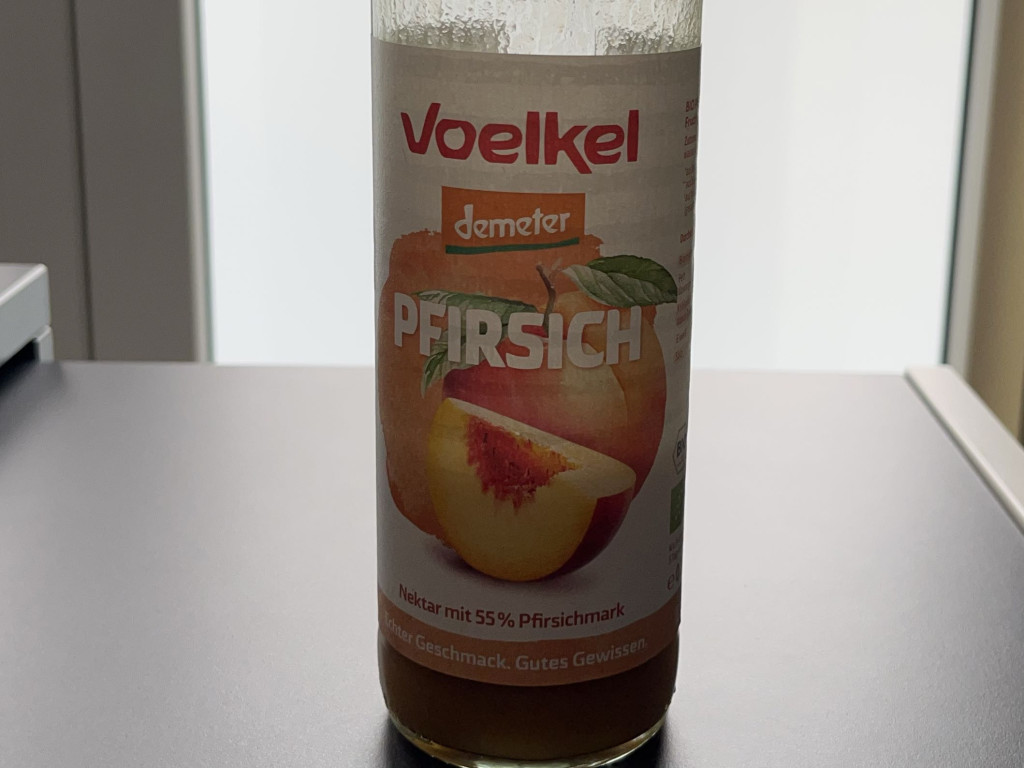 Voelkel
demeter
PFIRSICH
Nektar mit 55% Pfirsichmark
Echter Geschmack. Gutes Gewissen.